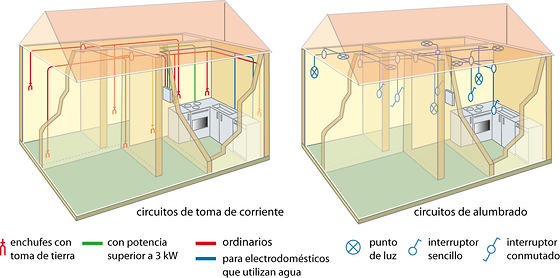 circuitos de toma de corriente
circuitos de alumbrado
enchufes con
toma de tierra
con potencia
superior a 3 kW
ordinarios
para electrodomésticos
que utilizan agua
punto
de luz
interruptor
sencillo
interruptor
conmutado